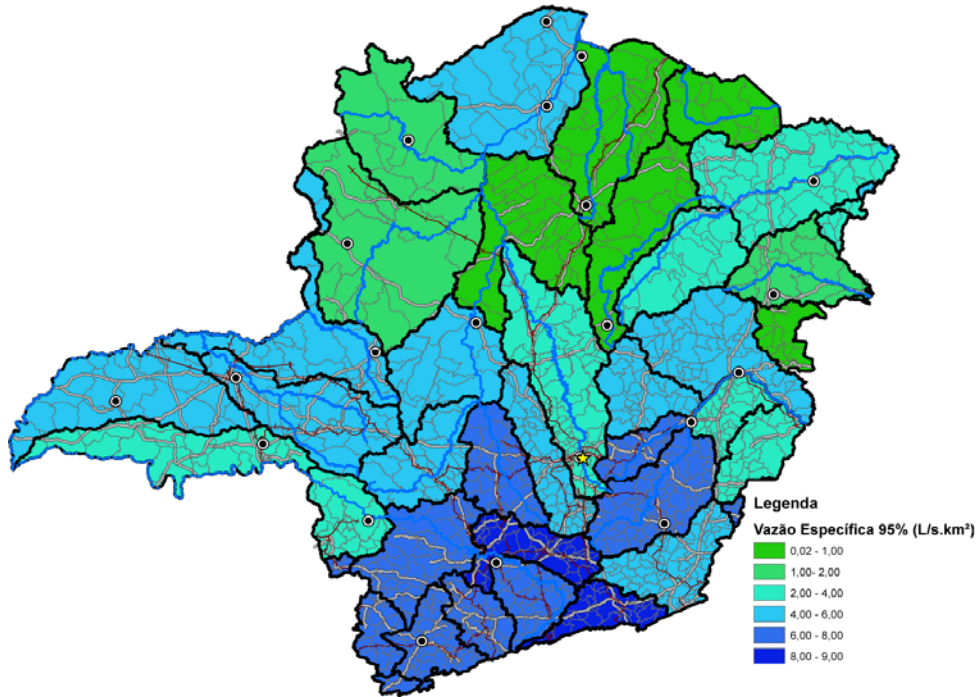 Legenda
Vazão Específica 95% (L/s.km²)
0,02 - 1,00
1,00- 2,00
2,00 - 4,00
4,00 - 6,00
6,00 - 8,00
8,00 - 9,00